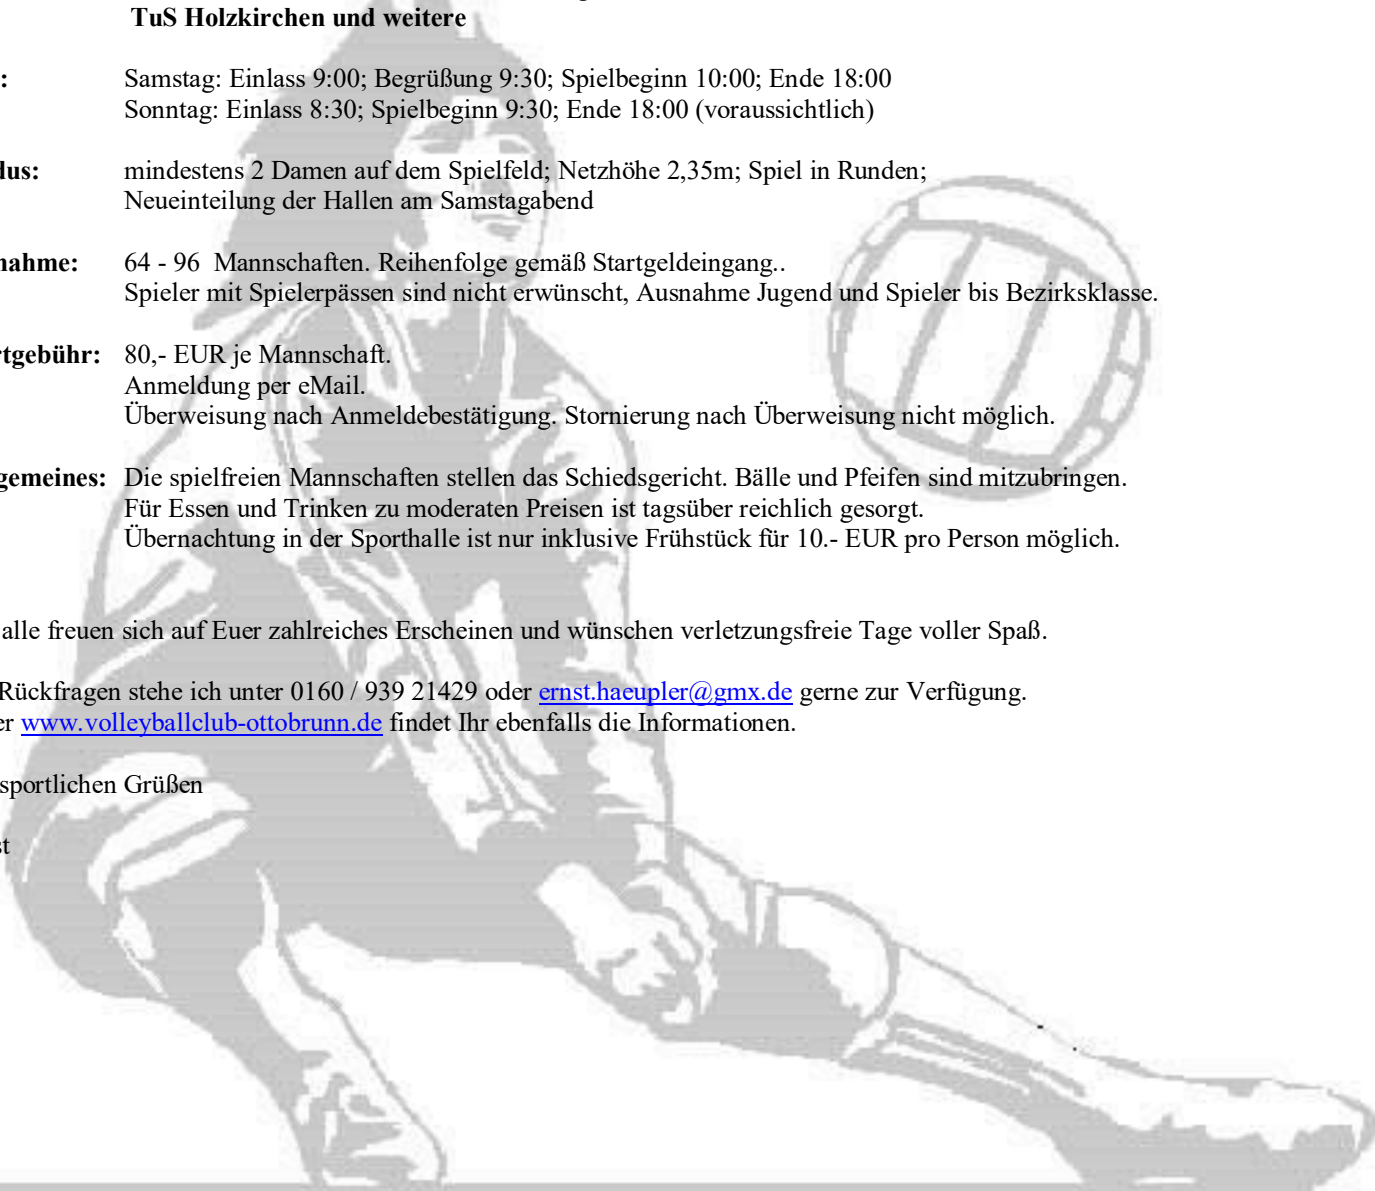 TuS Holzkirchen und weitere
: Samstag: Einlass 9:00; Begrüßung 9:30; Spielbeginn 10:00; Ende 18:00
Sonntag: Einlass 8:30; Spielbeginn 9:30; Ende 18:00 (voraussichtlich)
dus: mindestens 2 Damen auf dem Spielfeld; Netzhöhe 2,35m; Spiel in Runden;
Neueinteilung der Hallen am Samstagabend
nahme: 64 - 96 Mannschaften. Reihenfolge gemäß Startgeldeingang..
Spieler mit Spielerpässen sind nicht erwünscht, Ausnahme Jugend und Spieler bis Bezirksklasse.
rtgebühr: 80,- EUR je Mannschaft.
Anmeldung per eMail.
Überweisung nach Anmeldebestätigung. Stornierung nach Überweisung nicht möglich.
gemeines: Die spielfreien Mannschaften stellen das Schiedsgericht. Bälle und Pfeifen sind mitzubringen.
Für Essen und Trinken zu moderaten Preisen ist tagsüber reichlich gesorgt.
Übernachtung in der Sporthalle ist nur inklusive Frühstück für 10.- EUR pro Person möglich.
alle freuen sich auf Euer zahlreiches Erscheinen und wünschen verletzungsfreie Tage voller Spaß.
Rückfragen stehe ich unter 0160 / 939 21429 oder ernst.haeupler@gmx.de gerne zur Verfügung.
er www.volleyballclub-ottobrunn.de findet Ihr ebenfalls die Informationen.
sportlichen Grüßen
st